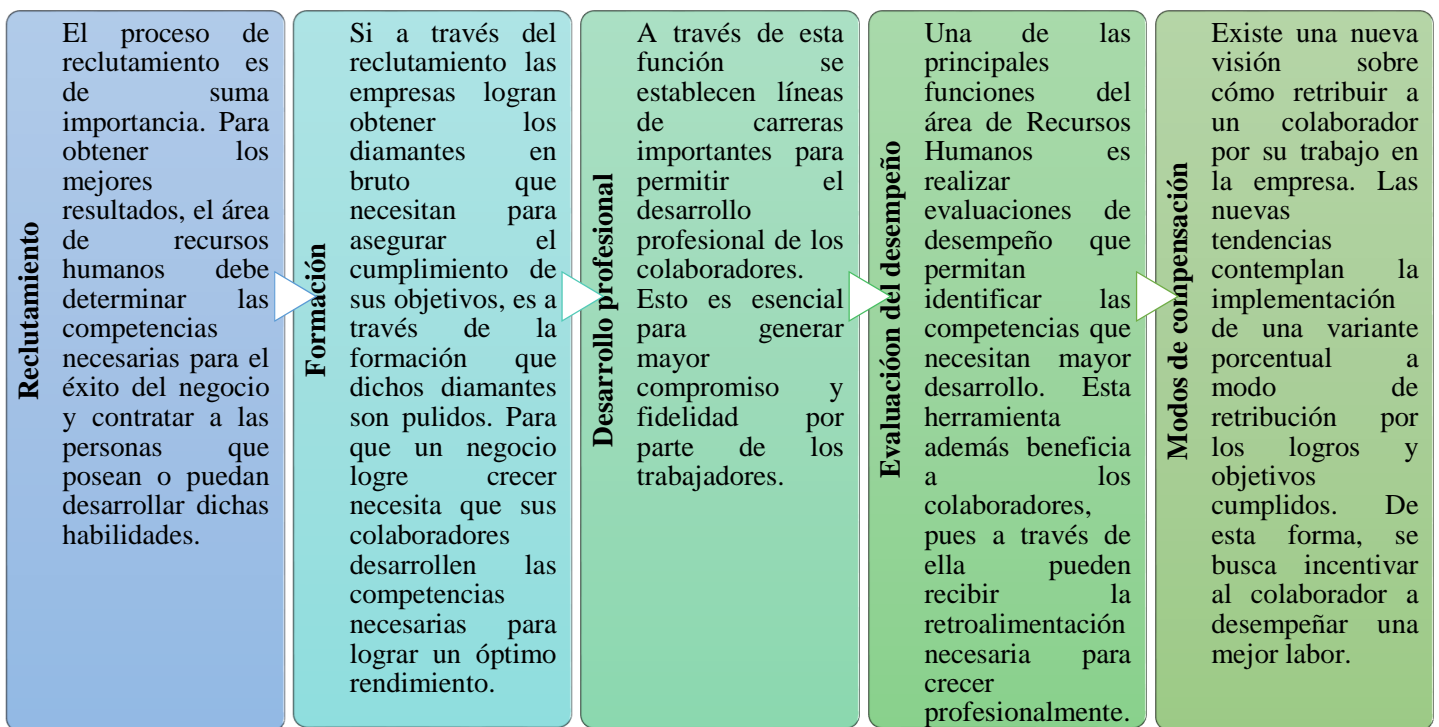 Reclutamiento
El proceso de
reclutamiento es
de suma
importancia. Para
obtener los
mejores
resultados, el área
de recursos
humanos debe
determinar las
competencias
necesarias para el
éxito del negocio
y contratar a las
personas que
posean o puedan
desarrollar dichas
habilidades.
Formación
Si a través del
reclutamiento las
empresas logran
obtener los
diamantes en
bruto que
necesitan para
asegurar el
cumplimiento de
sus objetivos, es a
través de la
formación que
dichos diamantes
son pulidos. Para
que un negocio
logre crecer
necesita que sus
colaboradores
desarrollen las
competencias
necesarias para
lograr un óptimo
rendimiento.
Desarrollo profesional
A través de esta
función se
establecen líneas
de carreras
importantes para
permitir el
desarrollo
profesional de los
colaboradores.
Esto es esencial
para generar
mayor
compromiso y
fidelidad por
parte de los
trabajadores.
Evaluacióon del desempeño
Una de las
principales
funciones del
área de Recursos
Humanos es
realizar
evaluaciones de
desempeño que
permitan
identificar las
competencias que
necesitan mayor
desarrollo. Esta
herramienta
además beneficia
a los
colaboradores,
pues a través de
ella pueden
recibir la
retroalimentación
necesaria para
crecer
profesionalmente.
Modos de compensación
Existe una nueva
visión sobre
cómo retribuir a
un colaborador
por su trabajo en
la empresa. Las
nuevas
tendencias
contemplan la
implementación
de una variante
porcentual a
modo de
retribución por
los logros y
objetivos
cumplidos. De
esta forma, se
busca incentivar
al colaborador a
desempeñar una
mejor labor.